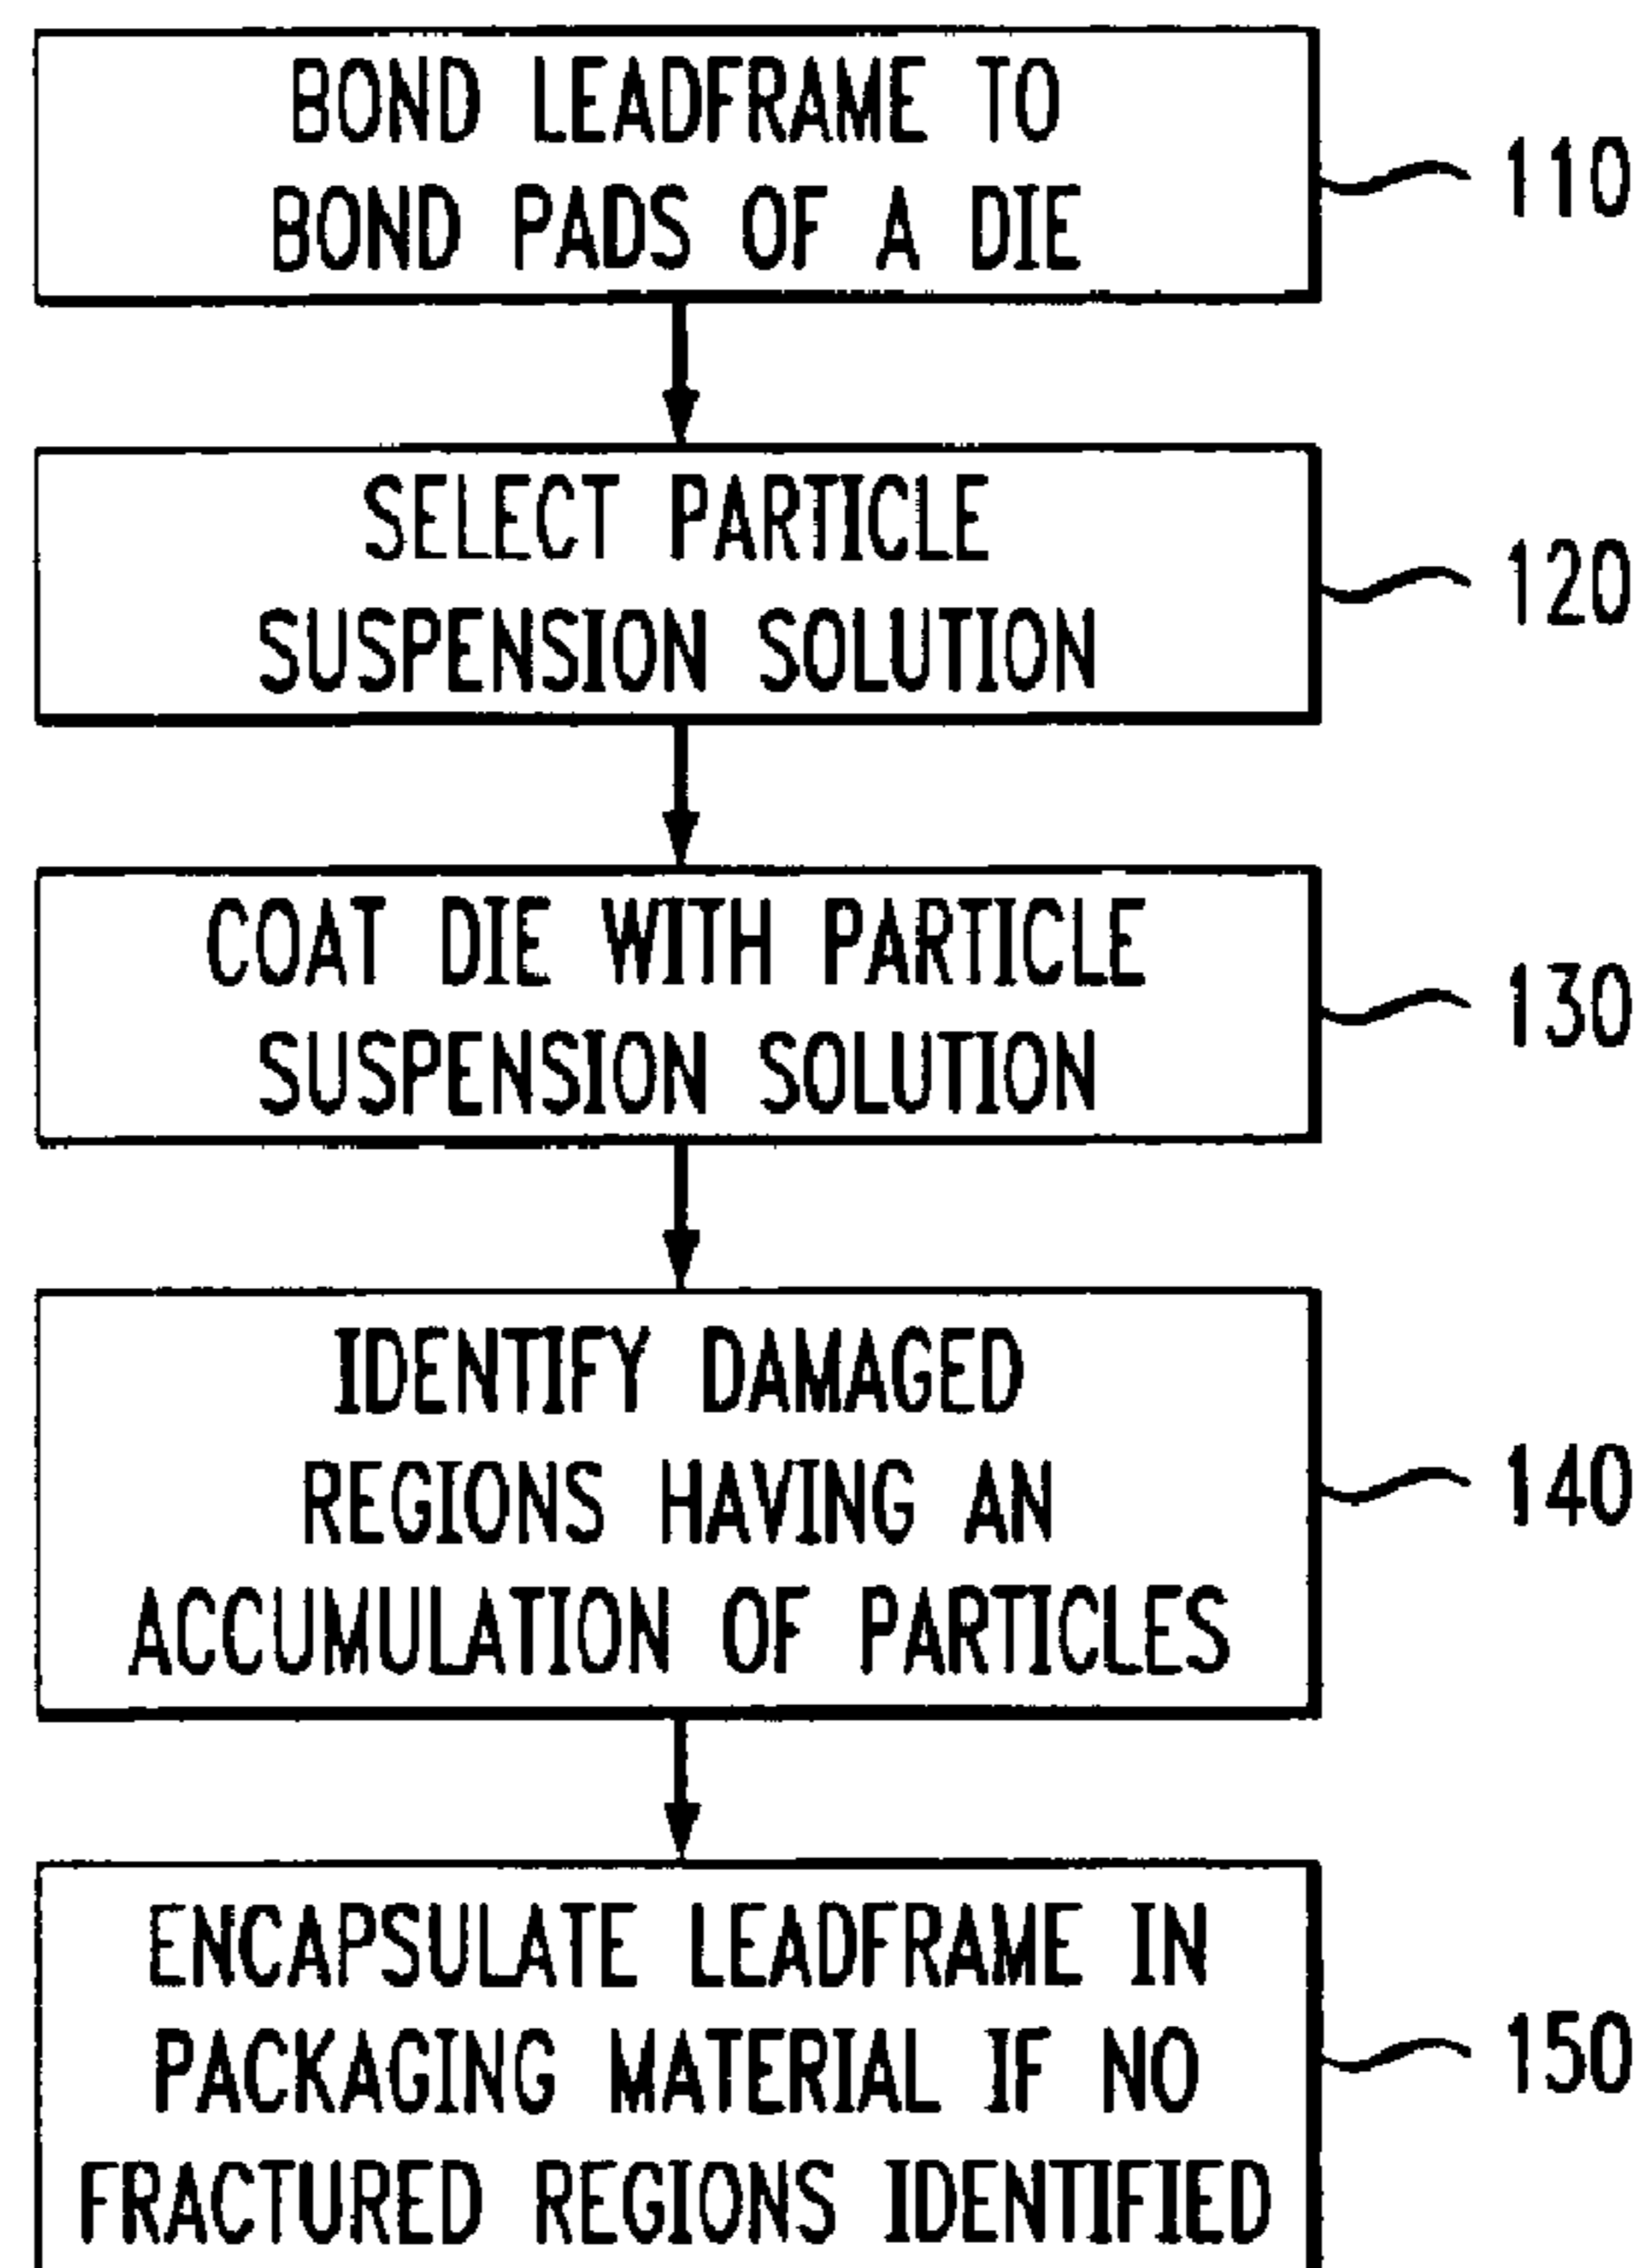 BOND LEADFRAME TO
BOND PADS OF A DIE
110
SELECT PARTICLE
SUSPENSION SOLUTION
120
COAT DIE WITH PARTICLE
SUSPENSION SOLUTION
130
IDENTIFY DAMAGED
REGIONS HAVING AN
ACCUMULATION OF PARTICLES
140
ENCAPSULATE LEADFRAME IN
PACKAGING MATERIAL IF NO
FRACTURED REGIONS IDENTIFIED
150